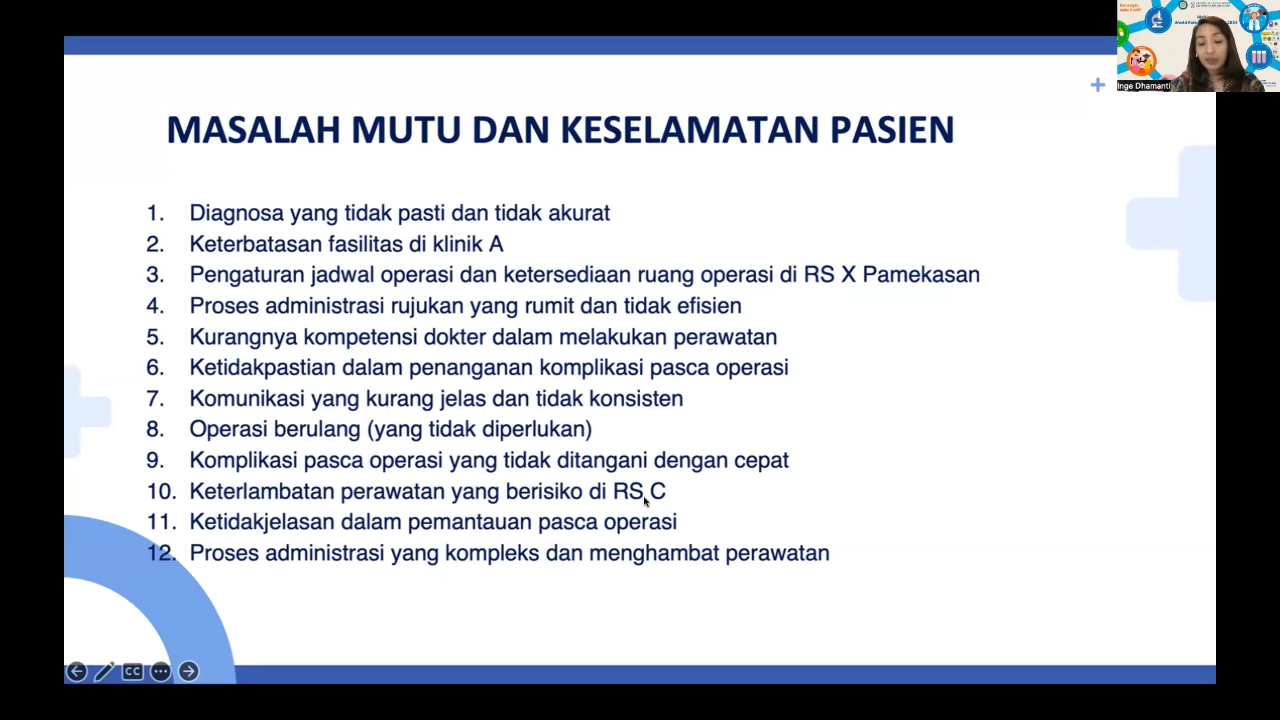 MASALAH MUTU DAN KESELAMATAN PASIEN
1. Diagnosa yang tidak pasti dan tidak akurat
2. Keterbatasan fasilitas di klinik A
3. Pengaturan jadwal operasi dan ketersediaan ruang operasi di RS X Pamekasan
4. Proses administrasi rujukan yang rumit dan tidak efisien
5. Kurangnya kompetensi dokter dalam melakukan perawatan
6. Ketidakpastian dalam penanganan komplikasi pasca operasi
7. Komunikasi yang kurang jelas dan tidak konsisten
8. Operasi berulang (yang tidak diperlukan)
9. Komplikasi pasca operasi yang tidak ditangani dengan cepat
10. Keterlambatan perawatan yang berisiko di RS C
11. Ketidakjelasan dalam pemantauan pasca operasi
12. Proses administrasi yang kompleks dan menghambat perawatan
Inge Dhamanti
CC